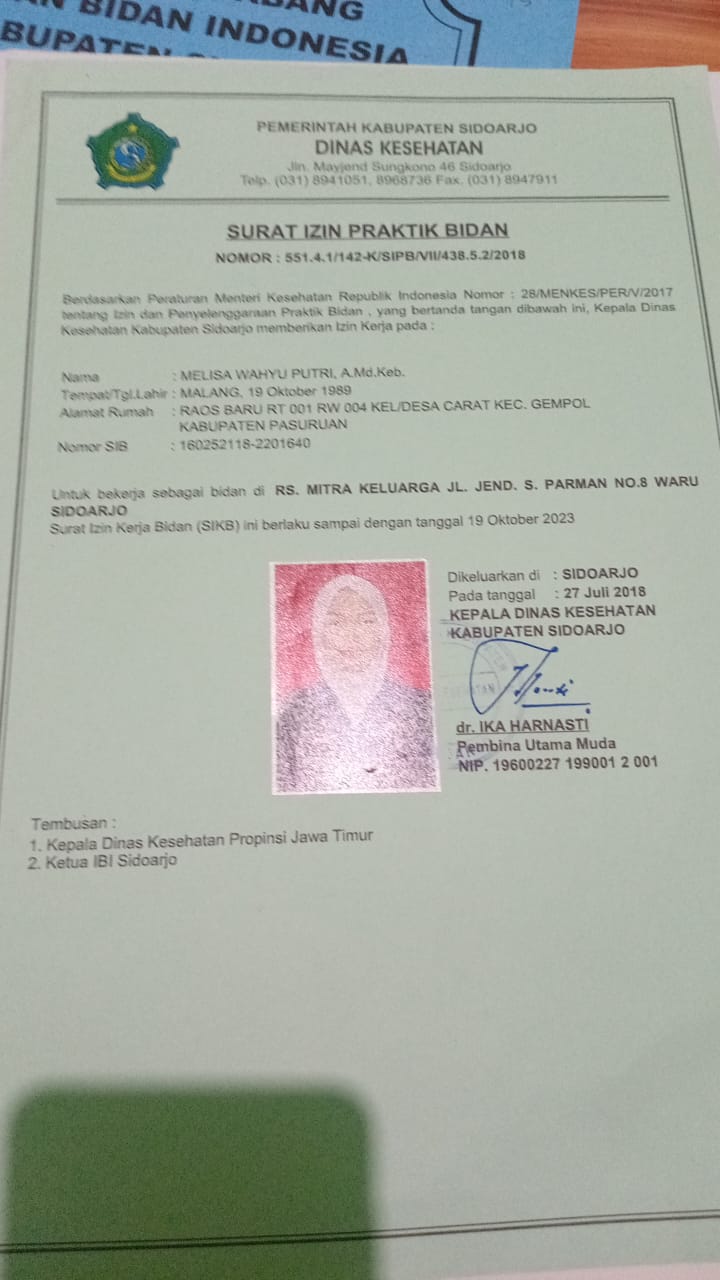 BIDAN INDONESIA
PEMERINTAH KABUPATEN SIDOARJO
DINAS KESEHATAN
Jln. Mayjend Sungkono 46 Sidoarjo
Telp. (031) 8941051, 8968736 Fax. (031) 8947911
SURAT IZIN PRAKTIK BIDAN
NOMOR : 551.4.1/142-K/SIPB/VII/438.5.2/2018
Berdasarkan Peraturan Menteri Kesehatan Republik Indonesia Nomor : 28/MENKES/PER/V/2017
tentang Izin dan Penyelenggaraan Praktik Bidan , yang bertanda tangan dibawah ini, Kepala Dinas
Kesehatan Kabupaten Sidoarjo memberikan Izin Kerja pada :
Nama : MELISA WAHYU PUTRI, A.Md.Keb.
Tempat/Tgl.Lahir : MALANG, 19 Oktober 1989
Alamat Rumah : RAOS BARU RT 001 RW 004 KEL/DESA CARAT KEC. GEMPOL
KABUPATEN PASURUAN
Nomor SIB : 160252118-2201640
Untuk bekerja sebagai bidan di RS. MITRA KELUARGA JL. JEND. S. PARMAN NO.8 WARU
SIDOARJO
Surat Izin Kerja Bidan (SIKB) ini berlaku sampai dengan tanggal 19 Oktober 2023
Dikeluarkan di : SIDOARJO
Pada tanggal : 27 Juli 2018
KEPALA DINAS KESEHATAN
KABUPATEN SIDOARJO
dr. IKA HARNASTI
Pembina Utama Muda
NIP. 19600227 199001 2 001
Tembusan :
1. Kepala Dinas Kesehatan Propinsi Jawa Timur
2. Ketua IBI Sidoarjo